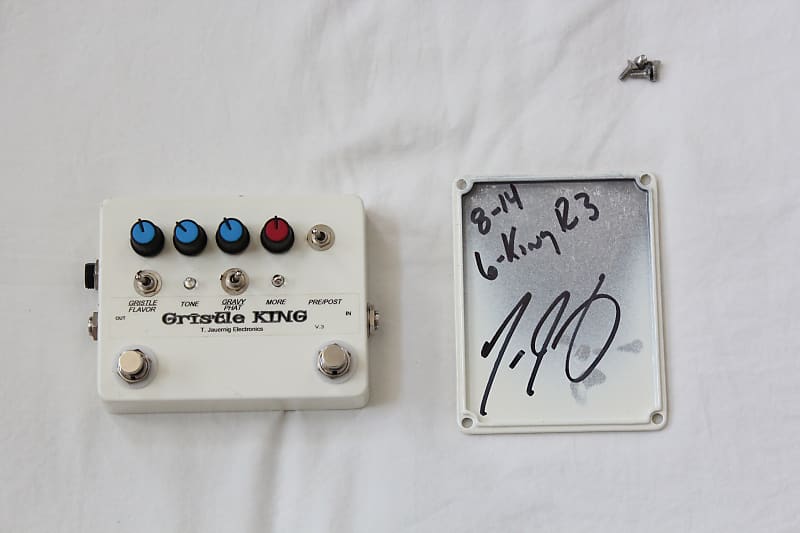 GRISTLE TONE GRAVY MORE PRE/POST
FLAVOR PHAT
OUT Gristle KING IN
T. Jauernig Electronics V.3
8-14
G-King R3